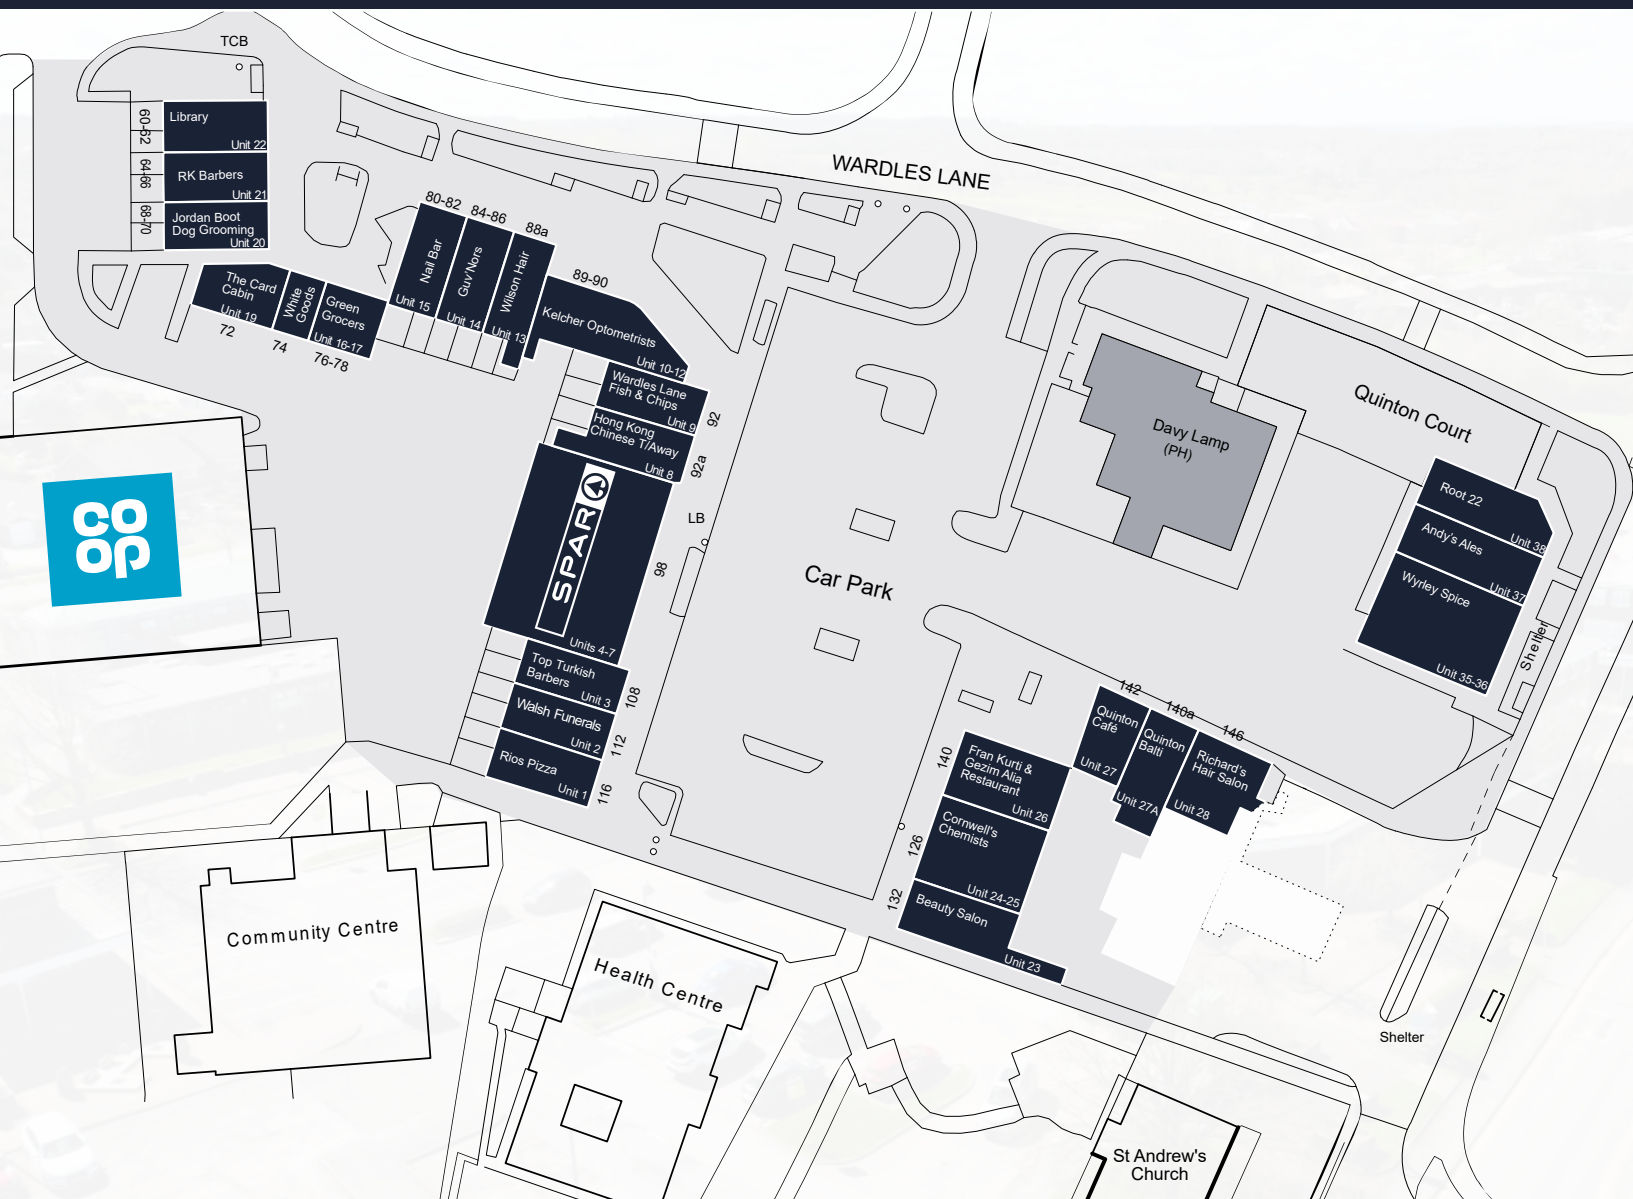 TCB
60-62
Library
Unit 22
64-66
RK Barbers
Unit 21
68-70
Jordan Boot
Dog Grooming
Unit 20
The Card
Cabin
Unit 19
72
White
Goods
74
Green
Grocers
Unit 16-17
76-78
80-82
Nail Bar
Unit 15
84-86
Guv'Nors
Unit 14
88a
Wilson Hair
Unit 13
89-90
Kelcher Optometrists
Unit 10-12
Wardles Lane
Fish & Chips
Unit 9
92
Hong Kong
Chinese T/Away
Unit 8
92a
SPAR
Units 4-7
LB
98
Top Turkish
Barbers
Unit 3
108
Walsh Funerals
Unit 2
112
Rios Pizza
Unit 1
116
WARDLES LANE
Car Park
Davy Lamp
(PH)
Quinton Court
Root 22
Unit 38
Andy's Ales
Unit 37
Wyrley Spice
Unit 35-36
Shelter
142
Quinton
Café
Unit 27
140a
Quinton
Balti
Unit 27A
146
Richard's
Hair Salon
Unit 28
140
Fran Kurti &
Gezim Alia
Restaurant
Unit 26
126
Cornwell's
Chemists
Unit 24-25
132
Beauty Salon
Unit 23
co
op
Community Centre
Health Centre
Shelter
St Andrew's
Church